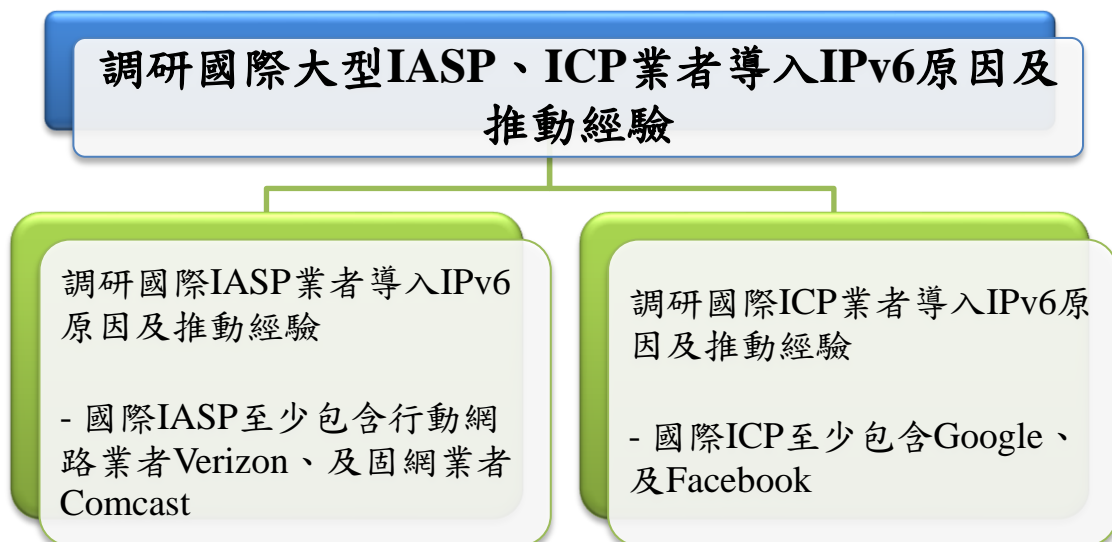 調研國際大型IASP、ICP業者導入IPv6原因及
推動經驗
調研國際IASP業者導入IPv6
原因及推動經驗
- 國際IASP至少包含行動網
路業者Verizon、及固網業者
Comcast
調研國際ICP業者導入IPv6原
因及推動經驗
- 國際ICP至少包含Google、
及Facebook